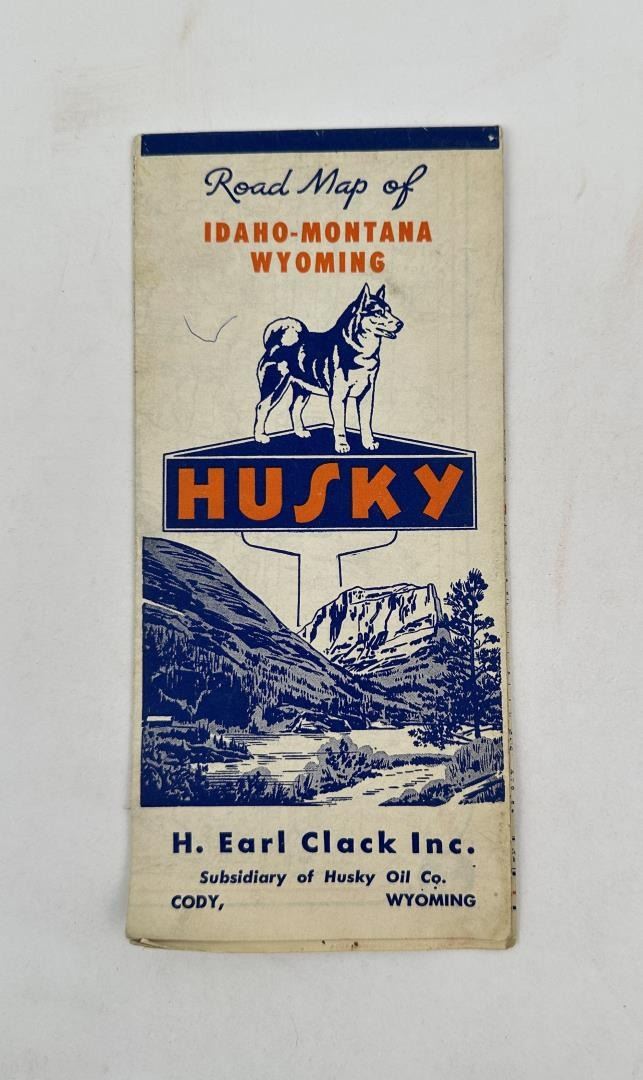 Road Map of
IDAHO-MONTANA
WYOMING
HUSKY
H. Earl Clack Inc.
Subsidiary of Husky Oil Co.
CODY, WYOMING